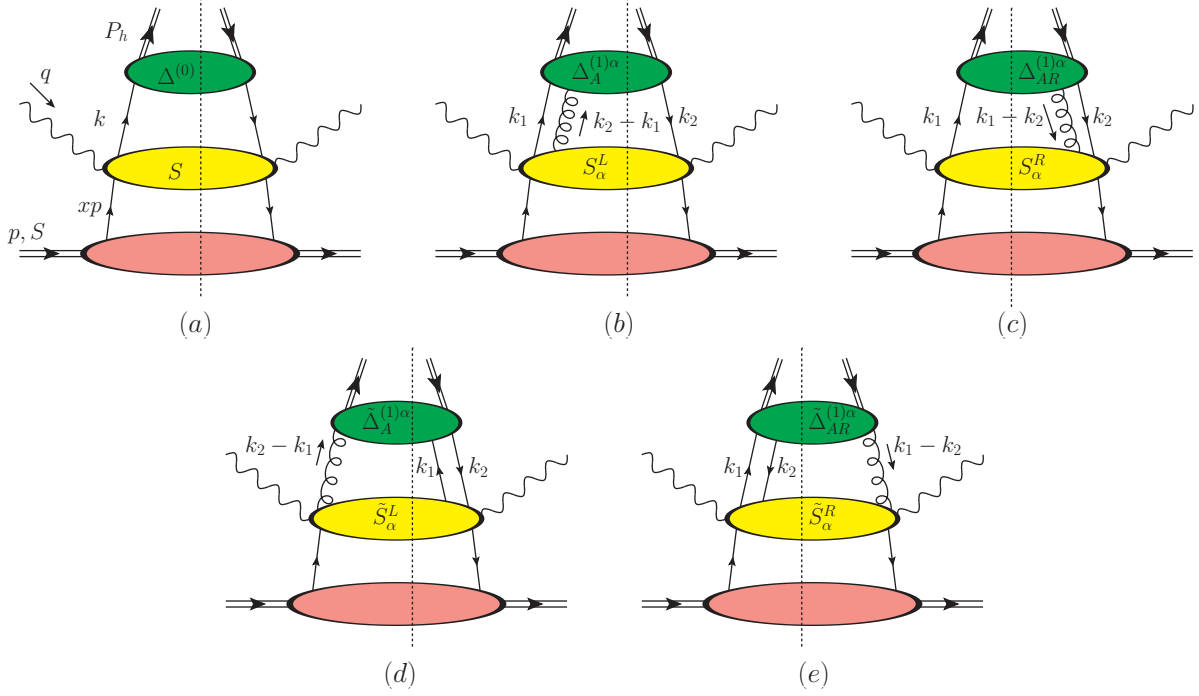 P_h
q
Δ^{(0)}
k
S
xp
p, S
(a)
Δ_A^{(1)α}
k_1
k_2 − k_1
k_2
S_α^L
(b)
Δ_{AR}^{(1)α}
k_1
k_1 − k_2
k_2
S_α^R
(c)
Δ̃_A^{(1)α}
k_2 − k_1
k_1
k_2
S̃_α^L
(d)
Δ̃_{AR}^{(1)α}
k_1
k_2
k_1 − k_2
S̃_α^R
(e)